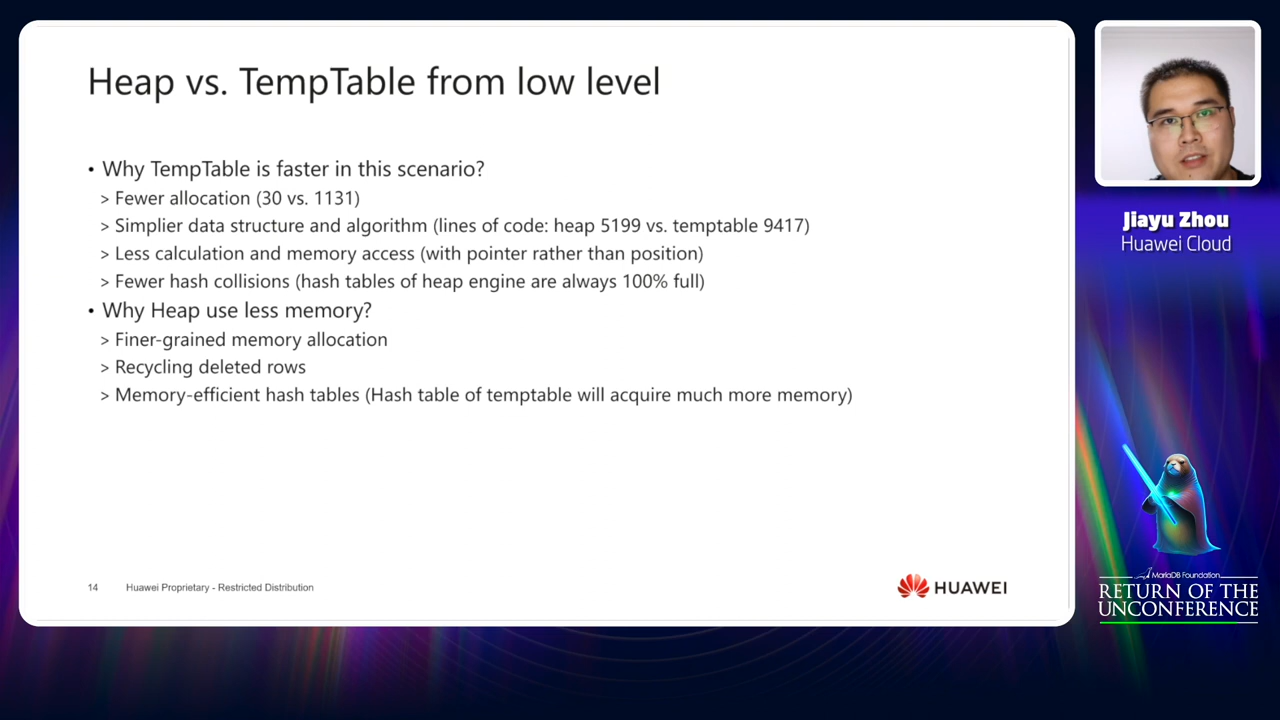 Heap vs. TempTable from low level
• Why TempTable is faster in this scenario?
> Fewer allocation (30 vs. 1131)
> Simplier data structure and algorithm (lines of code: heap 5199 vs. temptable 9417)
> Less calculation and memory access (with pointer rather than position)
> Fewer hash collisions (hash tables of heap engine are always 100% full)
• Why Heap use less memory?
> Finer-grained memory allocation
> Recycling deleted rows
> Memory-efficient hash tables (Hash table of temptable will acquire much more memory)
14 Huawei Proprietary - Restricted Distribution
HUAWEI
Jiayu Zhou
Huawei Cloud
MariaDB Foundation
RETURN OF THE
UNCONFERENCE